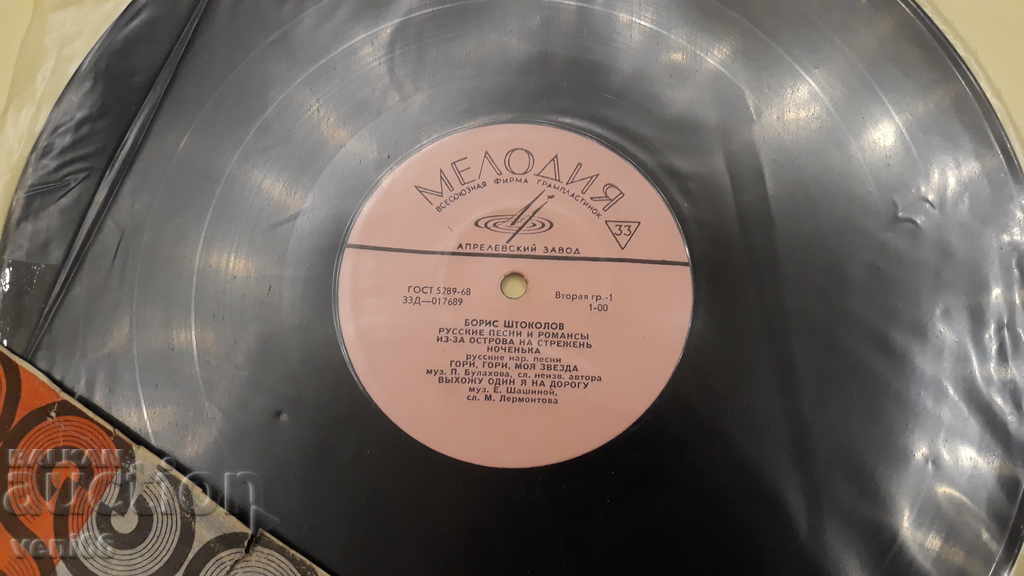 МЕЛОДИЯ
ВСЕСОЮЗНАЯ ФИРМА ГРАМПЛАСТИНОК
33
АПРЕЛЕВСКИЙ ЗАВОД
ГОСТ 5289-68 Вторая гр.-1
33Д—017689 1-00
БОРИС ШТОКОЛОВ
РУССКИЕ ПЕСНИ И РОМАНСЫ
ИЗ-ЗА ОСТРОВА НА СТРЕЖЕНЬ
НОЧЕНЬКА
русские нар. песни
ГОРИ, ГОРИ, МОЯ ЗВЕЗДА
муз. П. Булахова, сл. неизв. автора
ВЫХОЖУ ОДИН Я НА ДОРОГУ
муз. Е. Шашиной,
сл. М. Лермонтова
БАЛКАН
auction